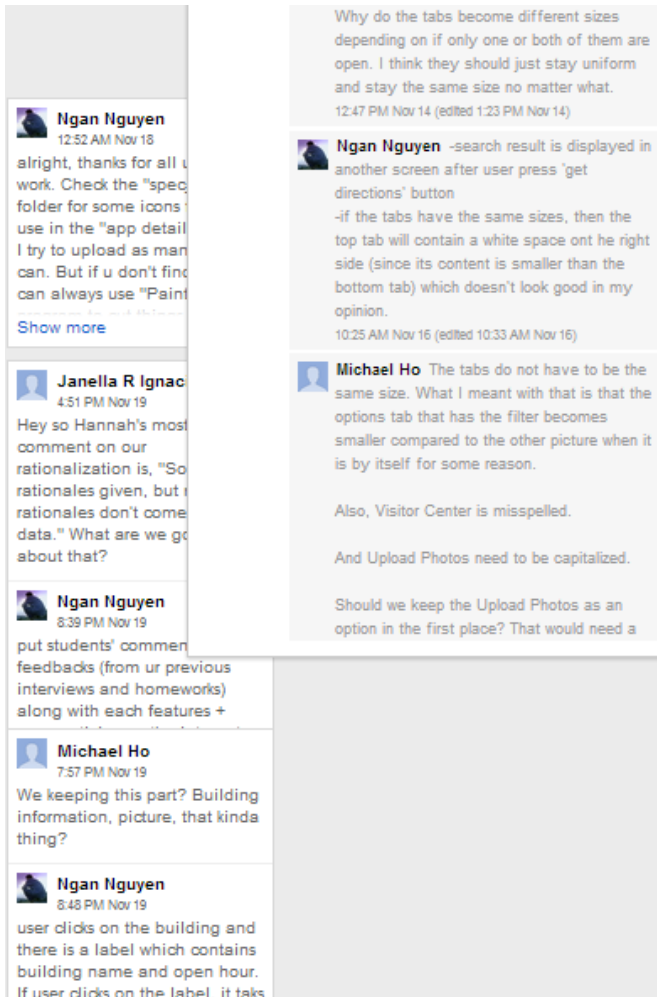 Ngan Nguyen
12:52 AM Nov 18
alright, thanks for all
work. Check the "spec
folder for some icons
use in the "app detail
I try to upload as man
can. But if u don't find
can always use "Paint
Show more
Janella R Ignac
4:51 PM Nov 19
Hey so Hannah's most
comment on our
rationalization is, "So
rationales given, but
rationales don't come
data." What are we go
about that?
Ngan Nguyen
8:39 PM Nov 19
put students' commen
feedbacks (from ur previous
interviews and homeworks)
along with each features +
Michael Ho
7:57 PM Nov 19
We keeping this part? Building
information, picture, that kinda
thing?
Ngan Nguyen
8:48 PM Nov 19
user clicks on the building and
there is a label which contains
building name and open hour.
If user clicks on the label, it taks
Why do the tabs become different sizes
depending on if only one or both of them are
open. I think they should just stay uniform
and stay the same size no matter what.
12:47 PM Nov 14 (edited 1:23 PM Nov 14)
Ngan Nguyen -search result is displayed in
another screen after user press 'get
directions' button
-if the tabs have the same sizes, then the
top tab will contain a white space ont he right
side (since its content is smaller than the
bottom tab) which doesn't look good in my
opinion.
10:25 AM Nov 16 (edited 10:33 AM Nov 16)
Michael Ho The tabs do not have to be the
same size. What I meant with that is that the
options tab that has the filter becomes
smaller compared to the other picture when it
is by itself for some reason.
Also, Visitor Center is misspelled.
And Upload Photos need to be capitalized.
Should we keep the Upload Photos as an
option in the first place? That would need a